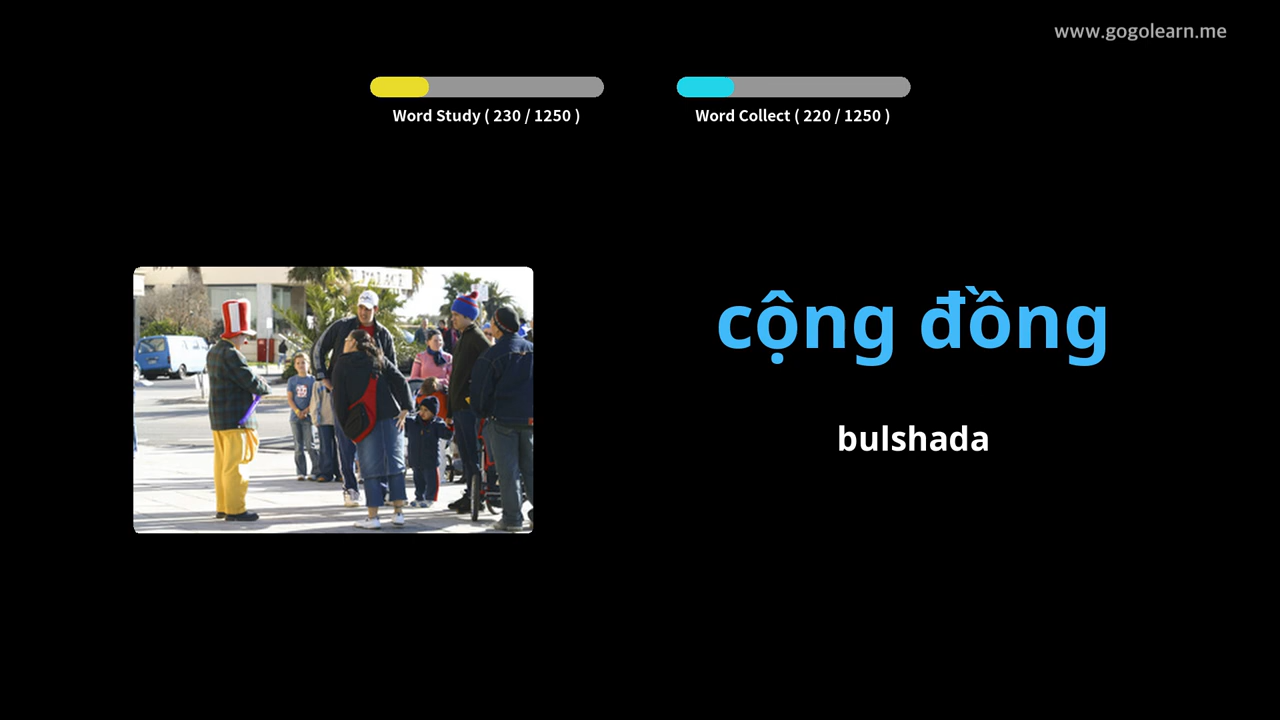 www.gogolearn.me
Word Study ( 230 / 1250 )
Word Collect ( 220 / 1250 )
cộng đồng
bulshada